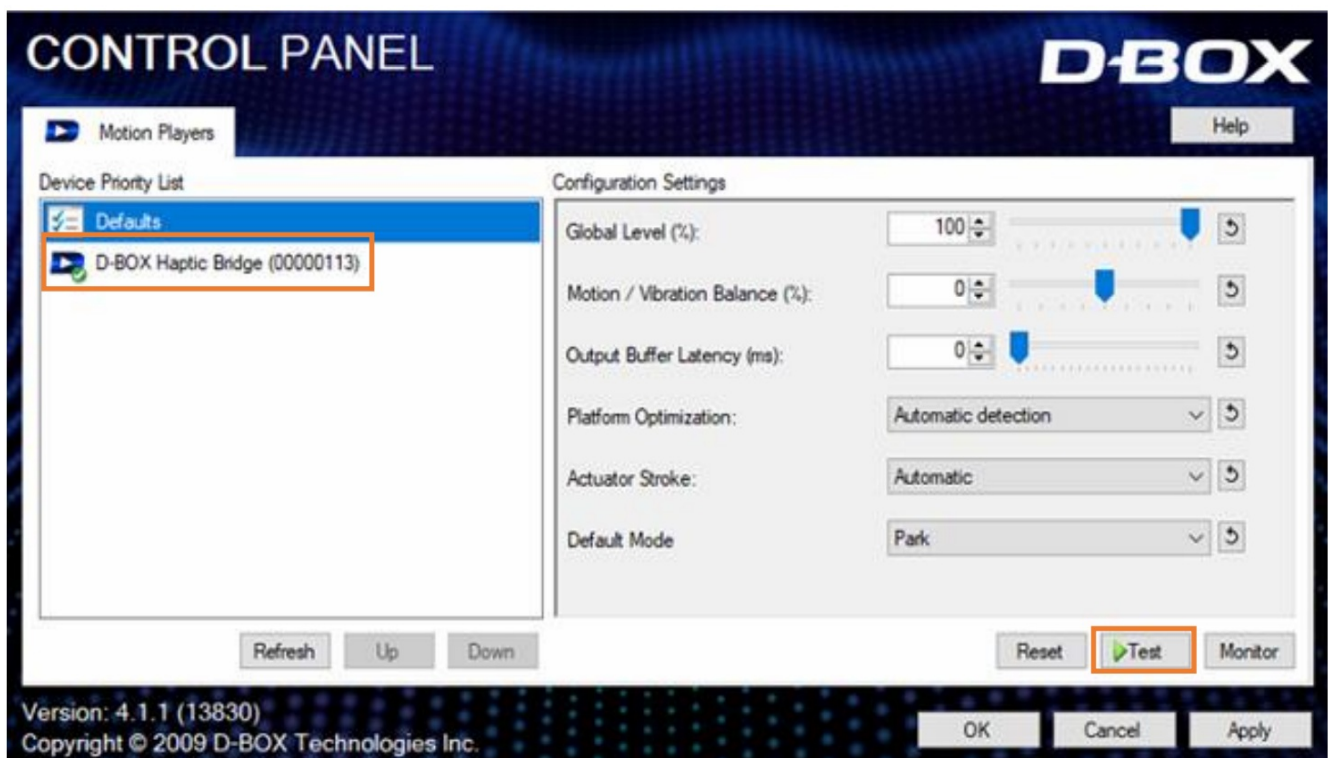 CONTROL PANEL
D-BOX
Motion Players
Help
Device Priority List
Defaults
D-BOX Haptic Bridge (00000113)
Configuration Settings
Global Level (%): 100
Motion / Vibration Balance (%): 0
Output Buffer Latency (ms): 0
Platform Optimization: Automatic detection
Actuator Stroke: Automatic
Default Mode Park
Refresh Up Down
Reset Test Monitor
Version: 4.1.1 (13830)
Copyright © 2009 D-BOX Technologies Inc.
OK Cancel Apply